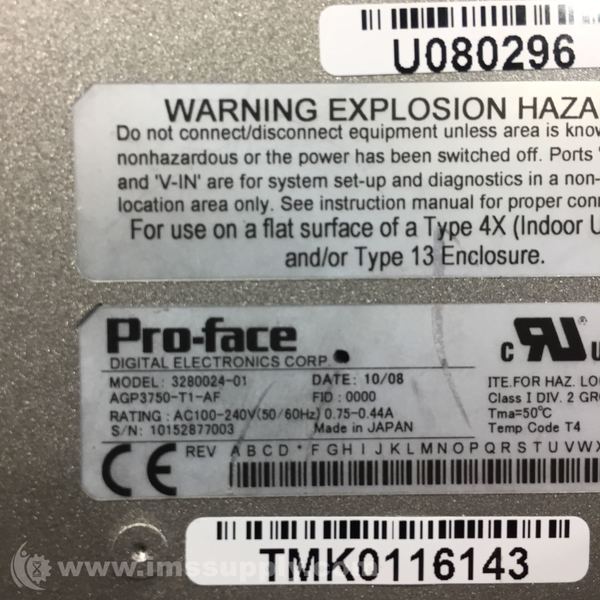 U080296
WARNING EXPLOSION HAZA
Do not connect/disconnect equipment unless area is know
nonhazardous or the power has been switched off. Ports '
and 'V-IN' are for system set-up and diagnostics in a non-
location area only. See instruction manual for proper conn
For use on a flat surface of a Type 4X (Indoor U
and/or Type 13 Enclosure.
Pro-face
DIGITAL ELECTRONICS CORP.
MODEL: 3280024-01 DATE: 10/08
AGP3750-T1-AF FID: 0000
RATING: AC100-240V(50/60Hz) 0.75-0.44A
S/N: 10152877003 Made in JAPAN
c RU u
ITE.FOR HAZ. LO
Class I DIV. 2 GR
Tma=50°C
Temp Code T4
CE REV A B C D * F G H I J K L M N O P Q R S T U V W X
TMK0116143
www.imssupply.com